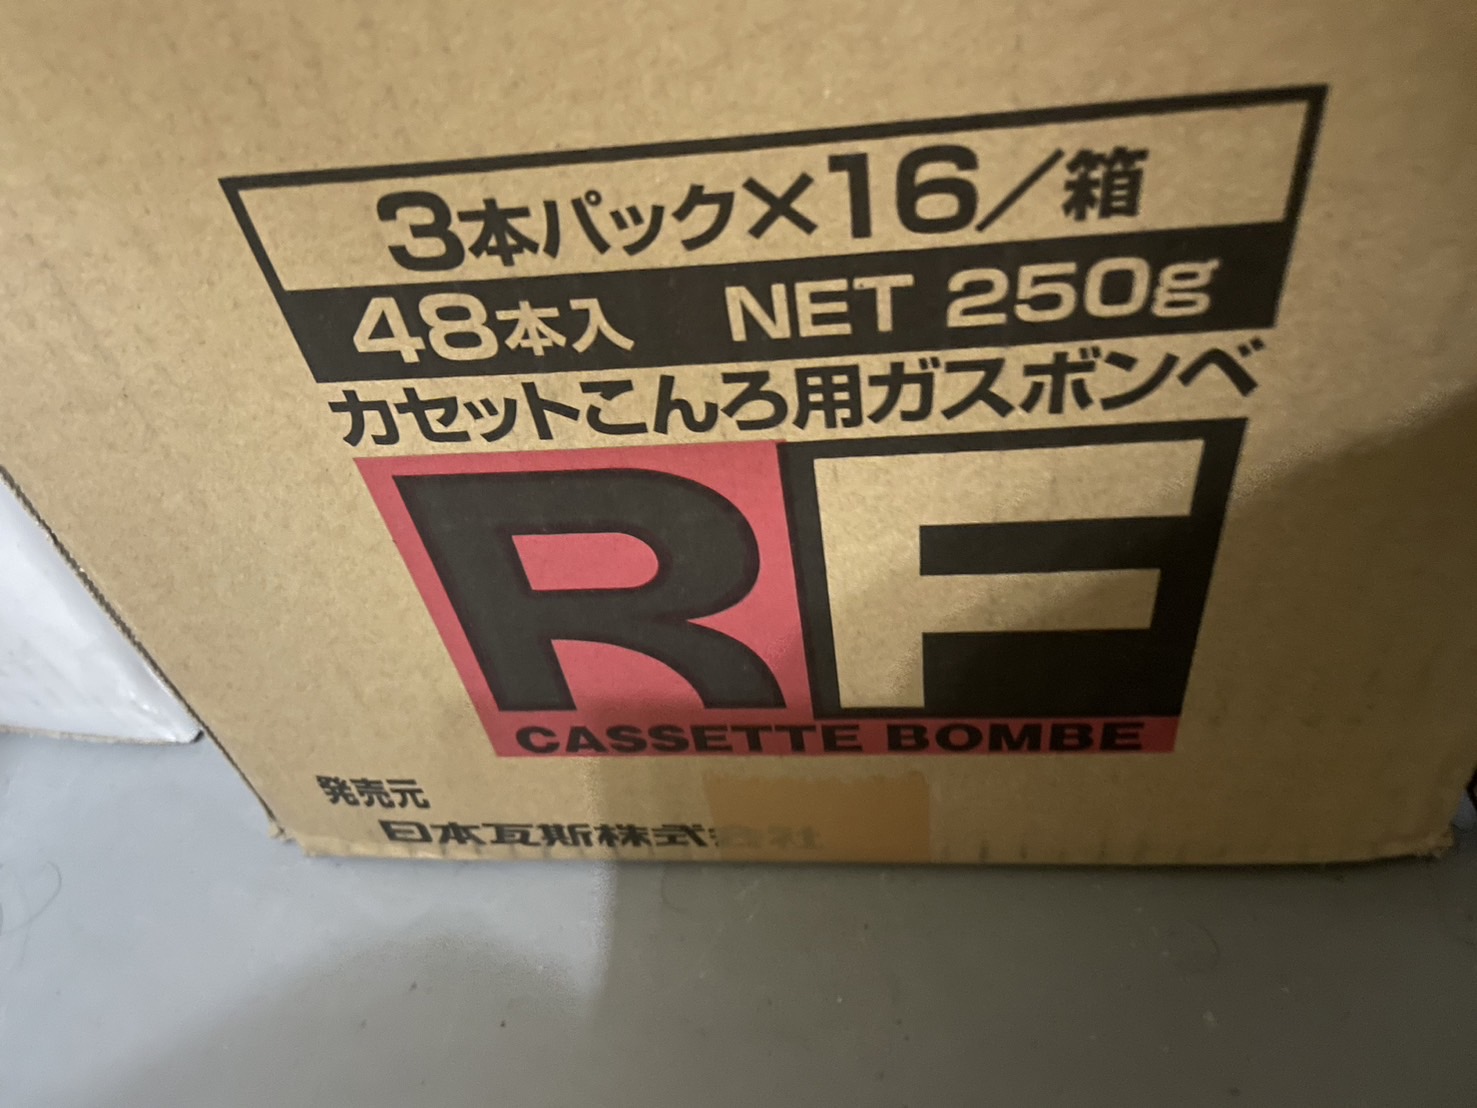 3本パック×16/箱
48本入 NET 250g
カセットこんろ用ガスボンベ
RF
CASSETTE BOMBE
発売元
日本瓦斯株式会社